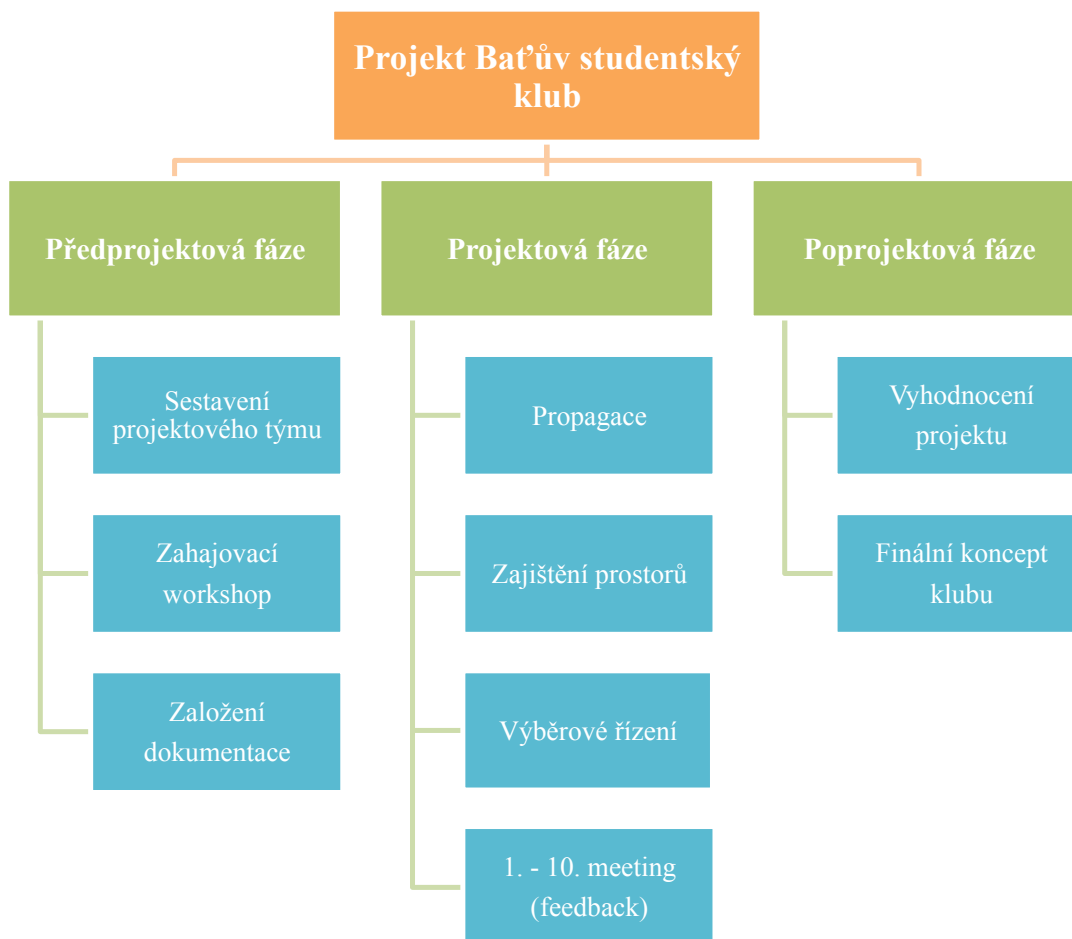 Projekt Baťův studentský
klub
Předprojektová fáze
Sestavení
projektového týmu
Zahajovací
workshop
Založení
dokumentace
Projektová fáze
Propagace
Zajištění prostorů
Výběrové řízení
1. - 10. meeting
(feedback)
Poprojektová fáze
Vyhodnocení
projektu
Finální koncept
klubu